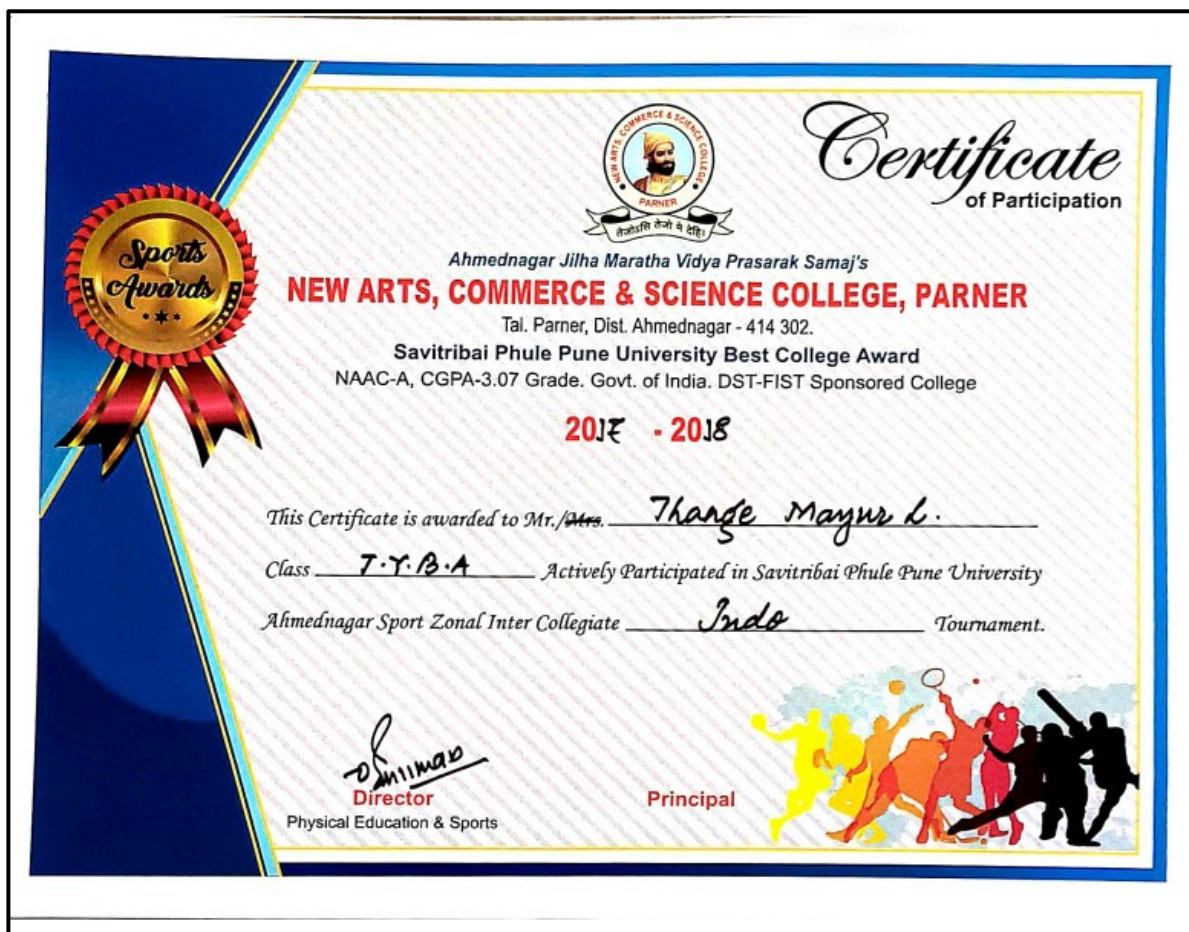 Certificate
of Participation
NEW ARTS, COMMERCE & SCIENCE COLLEGE
PARNER
तेजोऽसि तेजो मे देहि।
Sports
Awards
Ahmednagar Jilha Maratha Vidya Prasarak Samaj's
NEW ARTS, COMMERCE & SCIENCE COLLEGE, PARNER
Tal. Parner, Dist. Ahmednagar - 414 302.
Savitribai Phule Pune University Best College Award
NAAC-A, CGPA-3.07 Grade. Govt. of India. DST-FIST Sponsored College
2017 - 2018
This Certificate is awarded to Mr./Mrs. Thange Mayur L.
Class T.Y.B.A Actively Participated in Savitribai Phule Pune University
Ahmednagar Sport Zonal Inter Collegiate Tournament.
Director
Physical Education & Sports
Principal